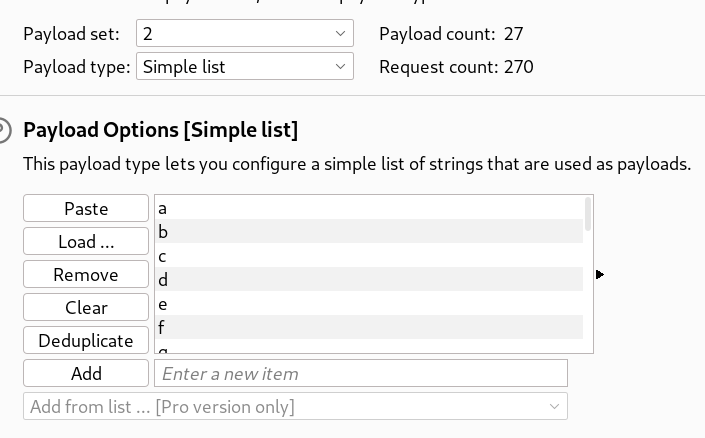 Payload set: 2 Payload count: 27
Payload type: Simple list Request count: 270
Payload Options [Simple list]
This payload type lets you configure a simple list of strings that are used as payloads.
Paste
Load ...
Remove
Clear
Deduplicate
a
b
c
d
e
f
Add Enter a new item
Add from list ... [Pro version only]